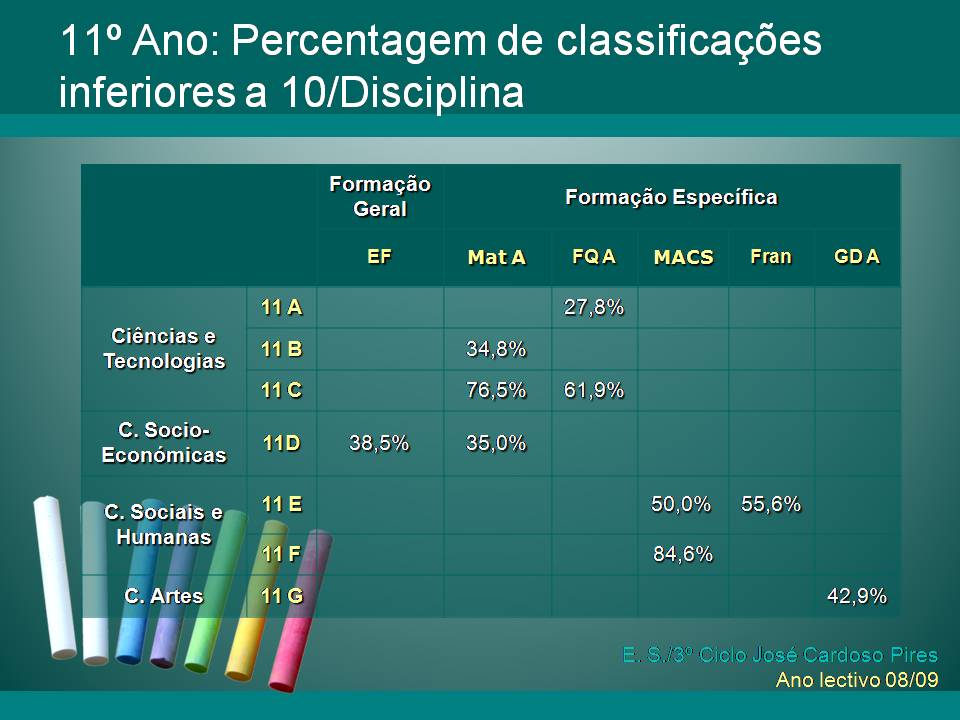 11º Ano: Percentagem de classificações
inferiores a 10/Disciplina
Formação
Geral
Formação Específica
EF
Mat A
FQ A
MACS
Fran
GD A
Ciências e
Tecnologias
11 A
27,8%
11 B
34,8%
11 C
76,5%
61,9%
C. Socio-
Económicas
11D
38,5%
35,0%
C. Sociais e
Humanas
11 E
50,0%
55,6%
11 F
84,6%
C. Artes
11 G
42,9%
E. S./3º Ciclo José Cardoso Pires
Ano lectivo 08/09